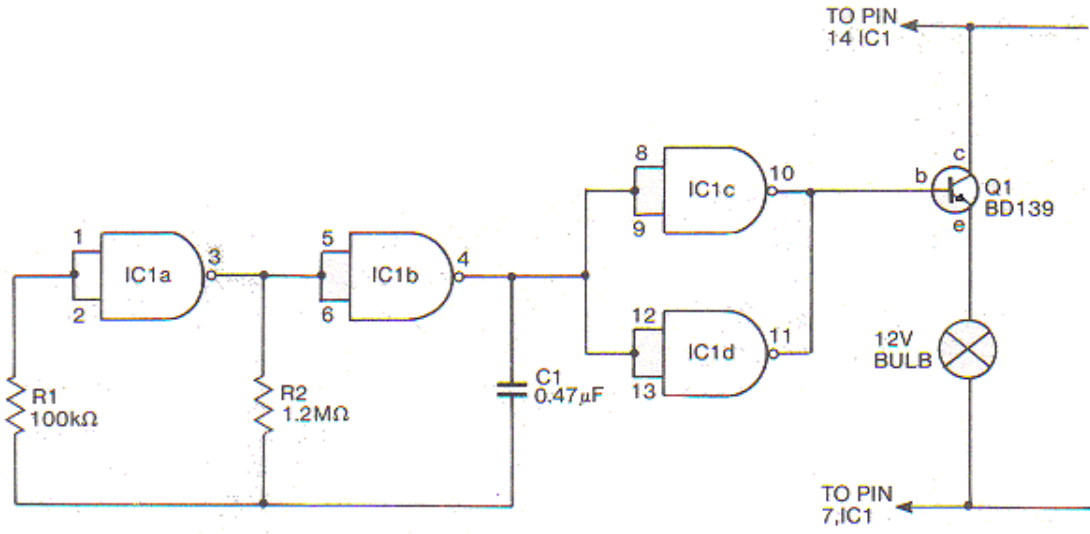 TO PIN
14 IC1
8
9
IC1c
10
c
b
Q1
BD139
e
1
2
IC1a
3
5
6
IC1b
4
12
13
IC1d
11
12V
BULB
R1
100kΩ
R2
1.2MΩ
C1
0.47µF
TO PIN
7,IC1